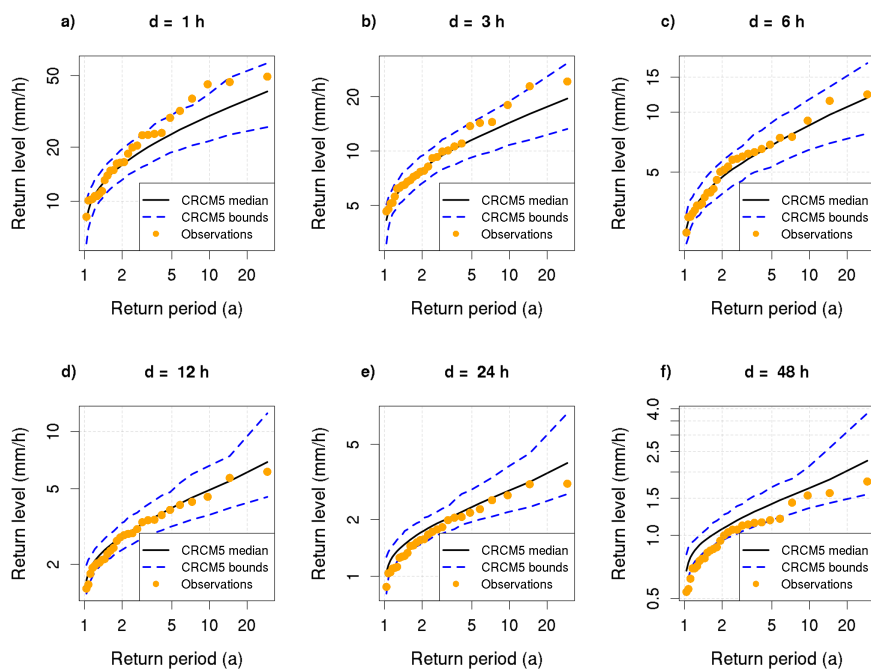 a) d = 1 h
50
20
10
Return level (mm/h)
1 2 5 10 20
Return period (a)
CRCM5 median
CRCM5 bounds
Observations
b) d = 3 h
20
10
5
Return level (mm/h)
1 2 5 10 20
Return period (a)
CRCM5 median
CRCM5 bounds
Observations
c) d = 6 h
15
10
5
Return level (mm/h)
1 2 5 10 20
Return period (a)
CRCM5 median
CRCM5 bounds
Observations
d) d = 12 h
10
5
2
Return level (mm/h)
1 2 5 10 20
Return period (a)
CRCM5 median
CRCM5 bounds
Observations
e) d = 24 h
5
2
1
Return level (mm/h)
1 2 5 10 20
Return period (a)
CRCM5 median
CRCM5 bounds
Observations
f) d = 48 h
4.0
2.5
1.5
1.0
0.5
Return level (mm/h)
1 2 5 10 20
Return period (a)
CRCM5 median
CRCM5 bounds
Observations